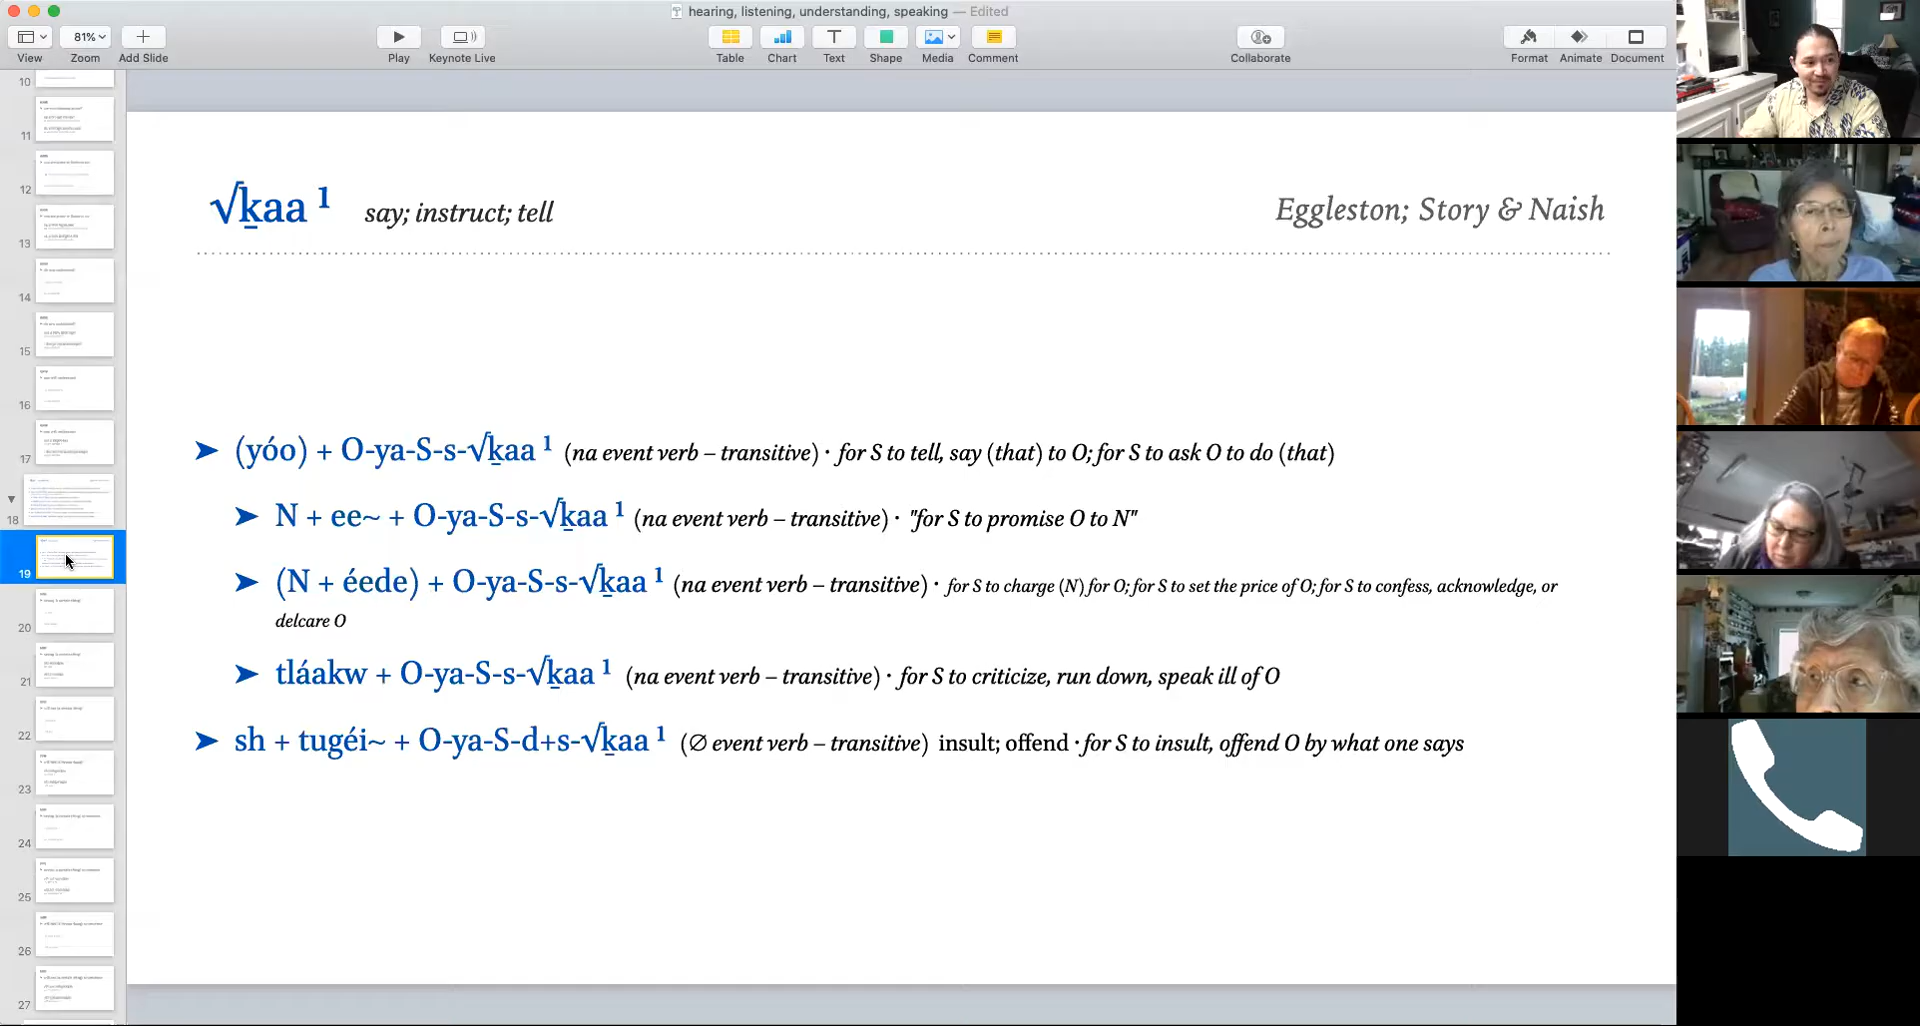 hearing, listening, understanding, speaking — Edited
81%
View Zoom Add Slide Play Keynote Live Table Chart Text Shape Media Comment Collaborate Format Animate Document
10
11
12
13
14
15
16
17
18
19
20
21
22
23
24
25
26
27
√ḵaa ¹ say; instruct; tell Eggleston; Story & Naish
➤ (yóo) + O-ya-S-s-√ḵaa ¹ (na event verb – transitive) · for S to tell, say (that) to O; for S to ask O to do (that)
➤ N + ee~ + O-ya-S-s-√ḵaa ¹ (na event verb – transitive) · "for S to promise O to N"
➤ (N + éede) + O-ya-S-s-√ḵaa ¹ (na event verb – transitive) · for S to charge (N) for O; for S to set the price of O; for S to confess, acknowledge, or
delcare O
➤ tláakw + O-ya-S-s-√ḵaa ¹ (na event verb – transitive) · for S to criticize, run down, speak ill of O
➤ sh + tugéi~ + O-ya-S-d+s-√ḵaa ¹ (∅ event verb – transitive) insult; offend · for S to insult, offend O by what one says